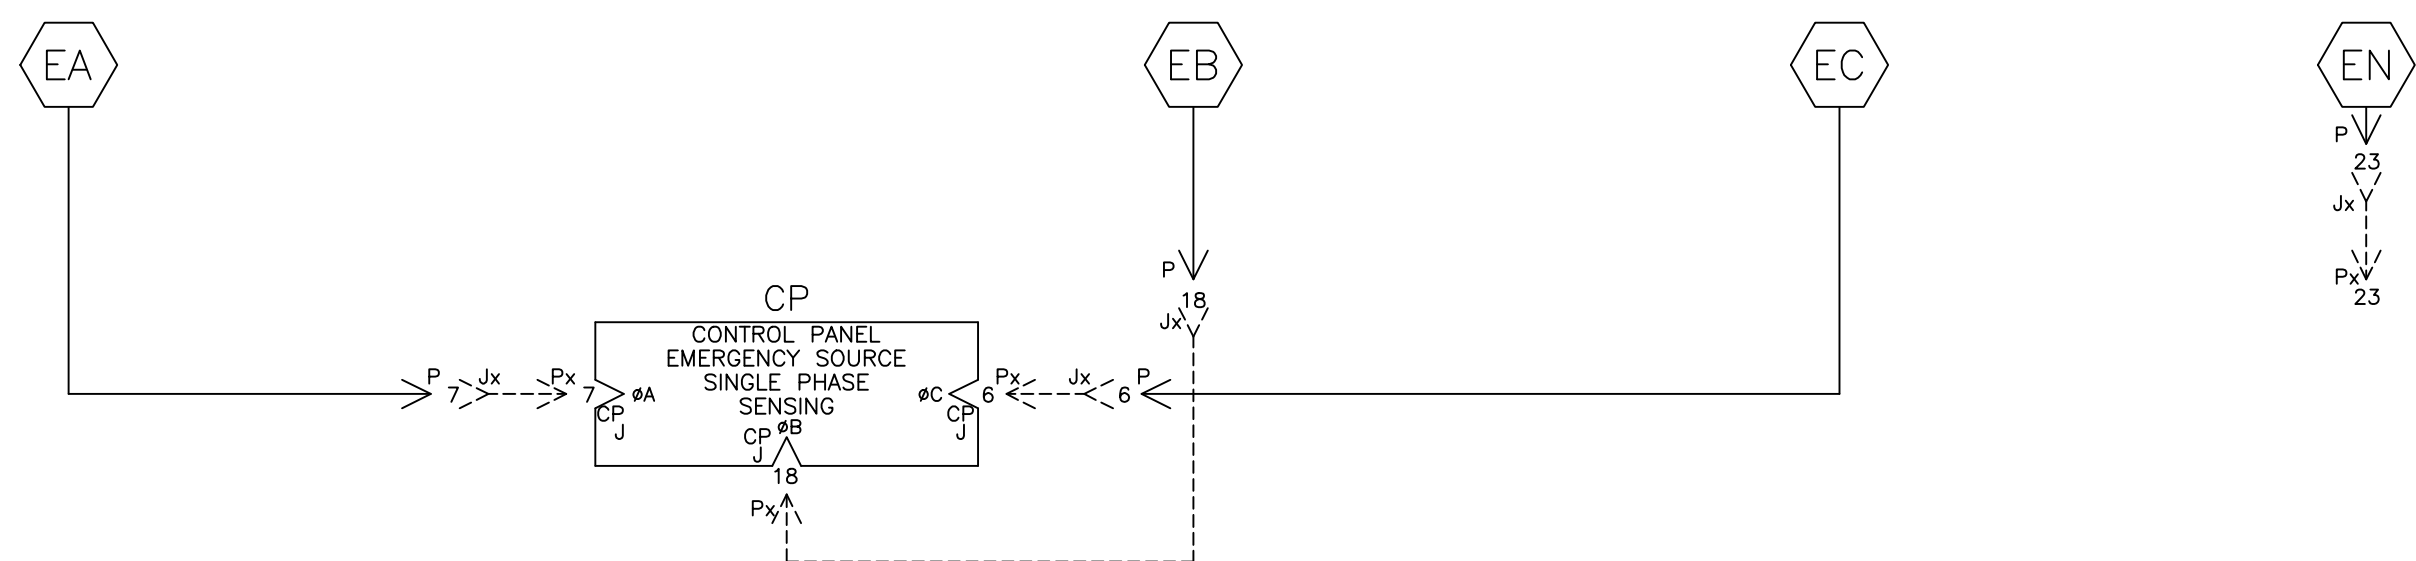 EA
EB
EC
EN
P
23
Jx
Px
23
P
18
Jx
CP
CONTROL PANEL
EMERGENCY SOURCE
SINGLE PHASE
SENSING
P
7
Jx
Px
7
øA
CP
J
øC
6
Px
Jx
6
P
CP
J
øB
CP
J
18
Px